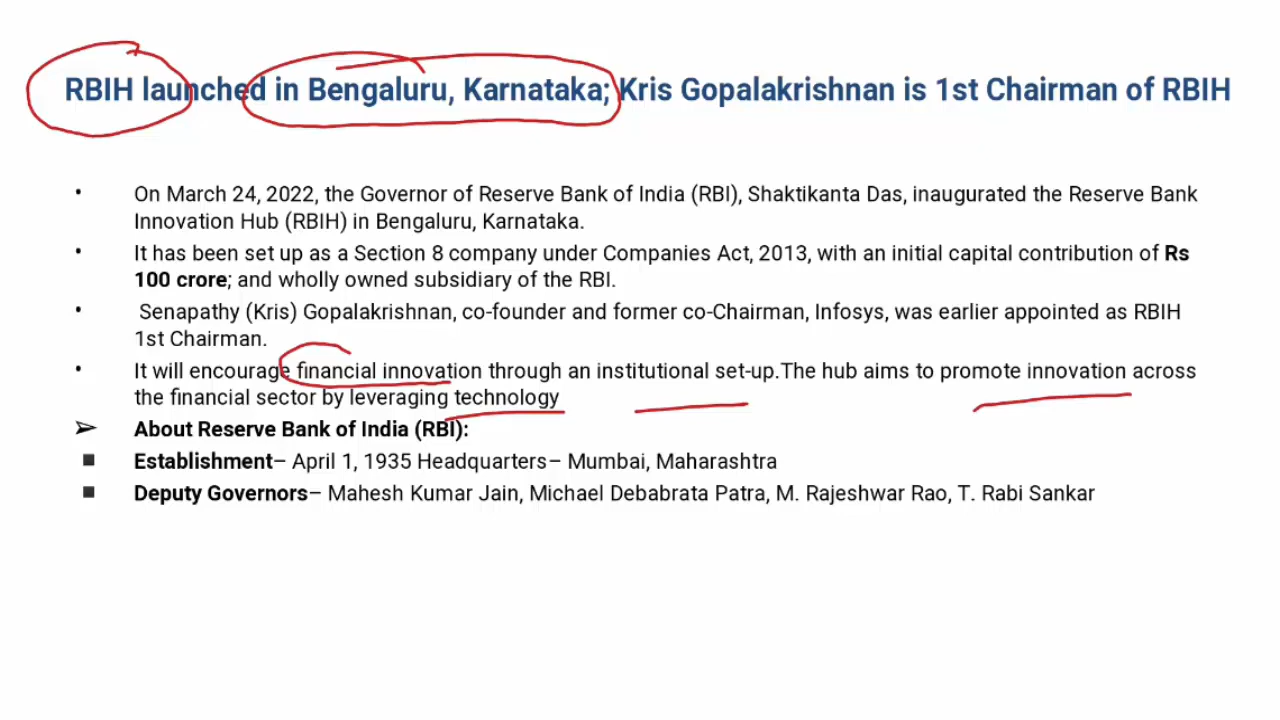 RBIH launched in Bengaluru, Karnataka; Kris Gopalakrishnan is 1st Chairman of RBIH
• On March 24, 2022, the Governor of Reserve Bank of India (RBI), Shaktikanta Das, inaugurated the Reserve Bank
Innovation Hub (RBIH) in Bengaluru, Karnataka.
• It has been set up as a Section 8 company under Companies Act, 2013, with an initial capital contribution of Rs
100 crore; and wholly owned subsidiary of the RBI.
• Senapathy (Kris) Gopalakrishnan, co-founder and former co-Chairman, Infosys, was earlier appointed as RBIH
1st Chairman.
• It will encourage financial innovation through an institutional set-up.The hub aims to promote innovation across
the financial sector by leveraging technology
➢ About Reserve Bank of India (RBI):
■ Establishment– April 1, 1935 Headquarters– Mumbai, Maharashtra
■ Deputy Governors– Mahesh Kumar Jain, Michael Debabrata Patra, M. Rajeshwar Rao, T. Rabi Sankar